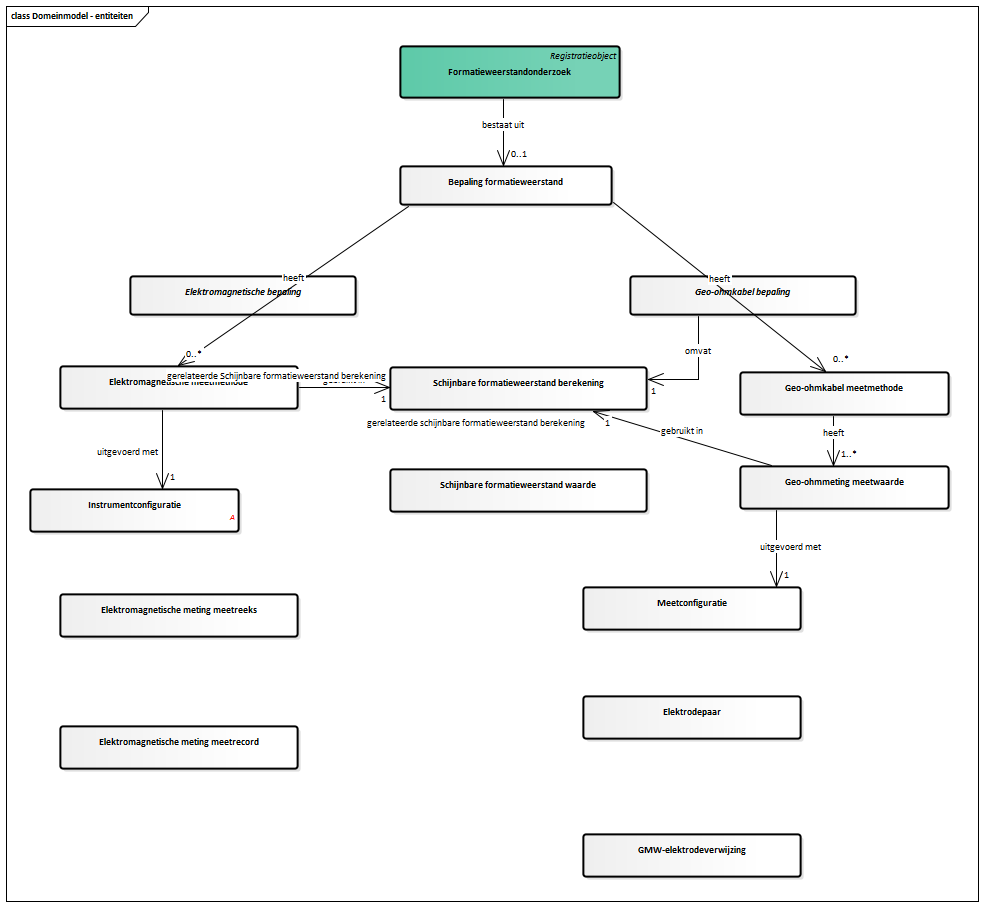 class Domeinmodel - entiteiten
Registratieobject
Formatieweerstandonderzoek
bestaat uit
0..1
Bepaling formatieweerstand
heeft
heeft
Elektromagnetische bepaling
Geo-ohmkabel bepaling
omvat
0..*
0..*
gerelateerde Schijnbare formatieweerstand berekening
Elektromagnetische meetmethode
gebruikt in
1
Schijnbare formatieweerstand berekening
1
Geo-ohmkabel meetmethode
gerelateerde schijnbare formatieweerstand berekening
1
gebruikt in
heeft
1..*
uitgevoerd met
1
Schijnbare formatieweerstand waarde
Geo-ohmmeting meetwaarde
Instrumentconfiguratie
A
uitgevoerd met
1
Elektromagnetische meting meetreeks
Meetconfiguratie
Elektrodepaar
Elektromagnetische meting meetrecord
GMW-elektrodeverwijzing